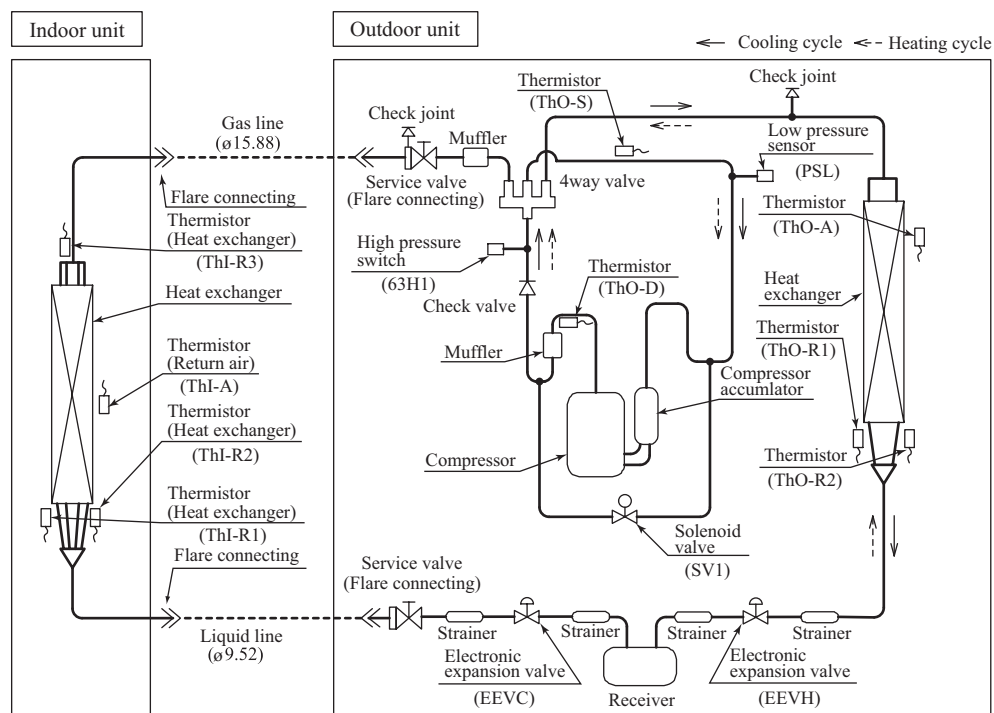 Indoor unit
Outdoor unit
Cooling cycle
Heating cycle
Check joint
Thermistor
(ThO-S)
Check joint
Gas line
(ø15.88)
Muffler
Low pressure
sensor
(PSL)
Service valve
(Flare connecting)
4way valve
Flare connecting
Thermistor
(Heat exchanger)
(ThI-R3)
Thermistor
(ThO-A)
High pressure
switch
(63H1)
Thermistor
(ThO-D)
Check valve
Heat exchanger
Heat
exchanger
Muffler
Thermistor
(ThO-R1)
Thermistor
(Return air)
(ThI-A)
Compressor
accumlator
Thermistor
(Heat exchanger)
(ThI-R2)
Compressor
Thermistor
(ThO-R2)
Thermistor
(Heat exchanger)
(ThI-R1)
Solenoid
valve
(SV1)
Flare connecting
Service valve
(Flare connecting)
Liquid line
(ø9.52)
Strainer
Strainer
Strainer
Strainer
Electronic
expansion valve
(EEVC)
Receiver
Electronic
expansion valve
(EEVH)